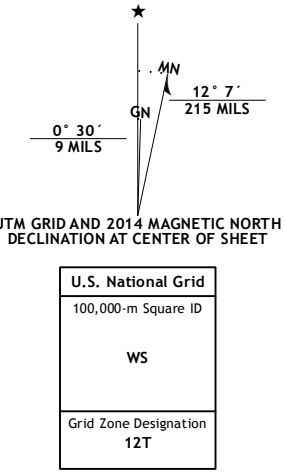 ★
MN
12° 7´
215 MILS
GN
0° 30´
9 MILS
UTM GRID AND 2014 MAGNETIC NORTH
DECLINATION AT CENTER OF SHEET
U.S. National Grid
100,000-m Square ID
WS
Grid Zone Designation
12T